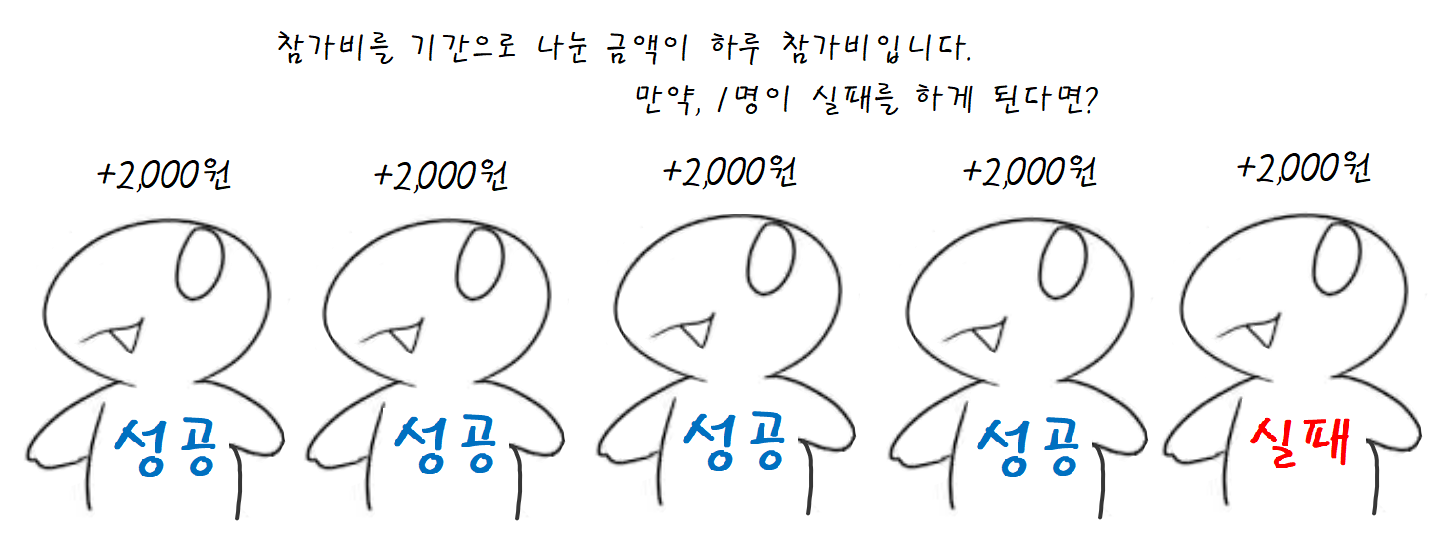 참가비를 기간으로 나눈 금액이 하루 참가비입니다.
만약, 1명이 실패를 하게 된다면?
+2,000원 +2,000원 +2,000원 +2,000원 +2,000원
성공 성공 성공 성공 실패